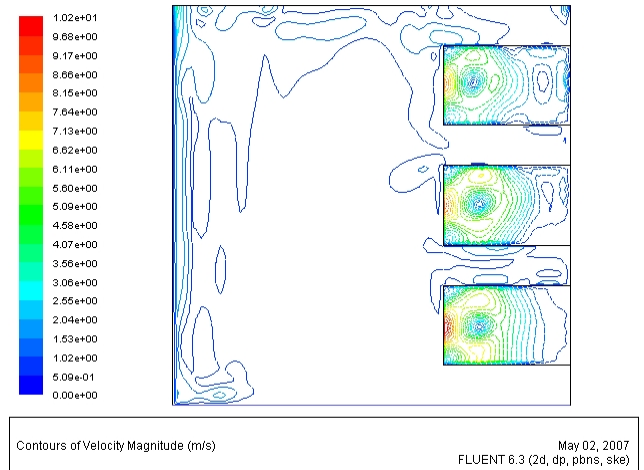 1.02e+01
9.68e+00
9.17e+00
8.66e+00
8.15e+00
7.64e+00
7.13e+00
6.62e+00
6.11e+00
5.60e+00
5.09e+00
4.58e+00
4.07e+00
3.56e+00
3.06e+00
2.55e+00
2.04e+00
1.53e+00
1.02e+00
5.09e-01
0.00e+00
Contours of Velocity Magnitude (m/s)
May 02, 2007
FLUENT 6.3 (2d, dp, pbns, ske)